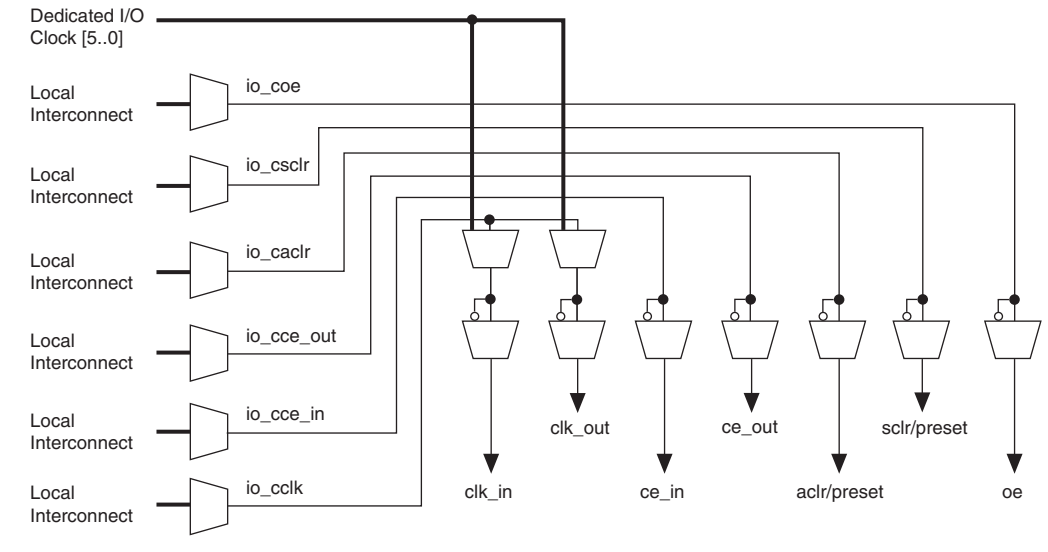 Dedicated I/O
Clock [5..0]
Local
Interconnect
io_coe
Local
Interconnect
io_csclr
Local
Interconnect
io_caclr
Local
Interconnect
io_cce_out
Local
Interconnect
io_cce_in
Local
Interconnect
io_cclk
clk_out
ce_out
sclr/preset
clk_in
ce_in
aclr/preset
oe